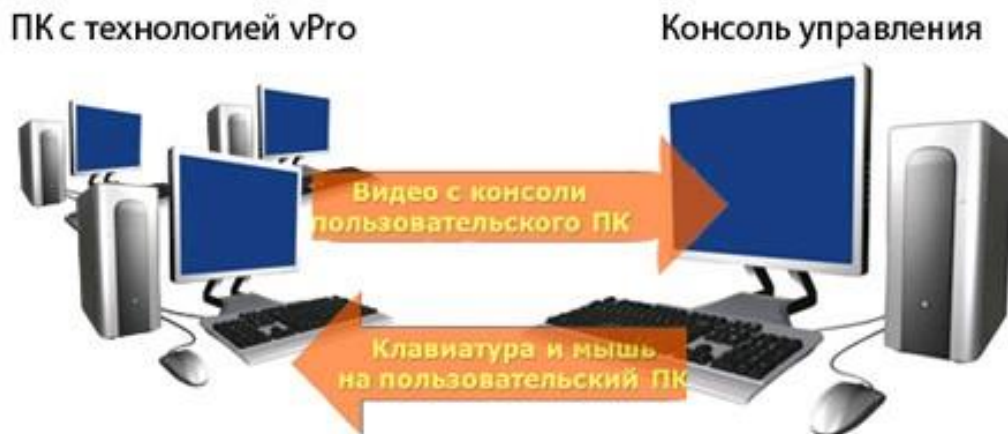 ПК с технологией vPro
Консоль управления
Видео с консоли
пользовательского ПК
Клавиатура и мышь
на пользовательский ПК